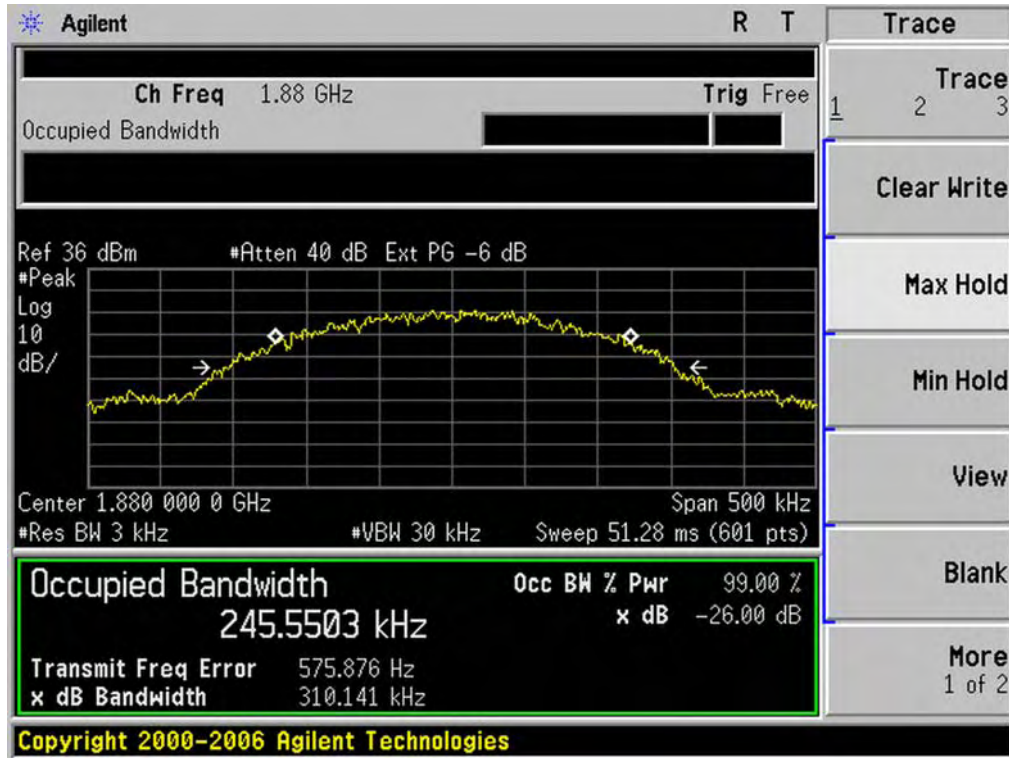 Agilent R T Trace
Ch Freq 1.88 GHz Trig Free
Occupied Bandwidth
Trace
1 2 3
Clear Write
Max Hold
Min Hold
View
Blank
More
1 of 2
Ref 36 dBm #Atten 40 dB Ext PG -6 dB
#Peak
Log
10
dB/
Center 1.880 000 0 GHz Span 500 kHz
#Res BW 3 kHz #VBW 30 kHz Sweep 51.28 ms (601 pts)
Occupied Bandwidth
245.5503 kHz
Occ BW % Pwr 99.00 %
x dB -26.00 dB
Transmit Freq Error 575.876 Hz
x dB Bandwidth 310.141 kHz
Copyright 2000-2006 Agilent Technologies